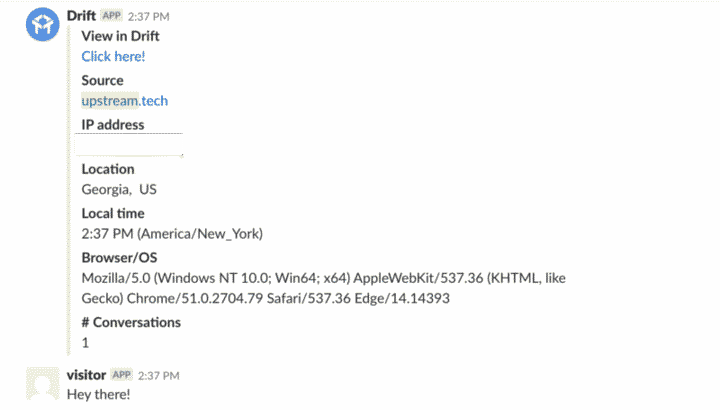 Drift APP 2:37 PM
View in Drift
Click here!
Source
upstream.tech
IP address
Location
Georgia, US
Local time
2:37 PM (America/New_York)
Browser/OS
Mozilla/5.0 (Windows NT 10.0; Win64; x64) AppleWebKit/537.36 (KHTML, like
Gecko) Chrome/51.0.2704.79 Safari/537.36 Edge/14.14393
# Conversations
1
visitor APP 2:37 PM
Hey there!